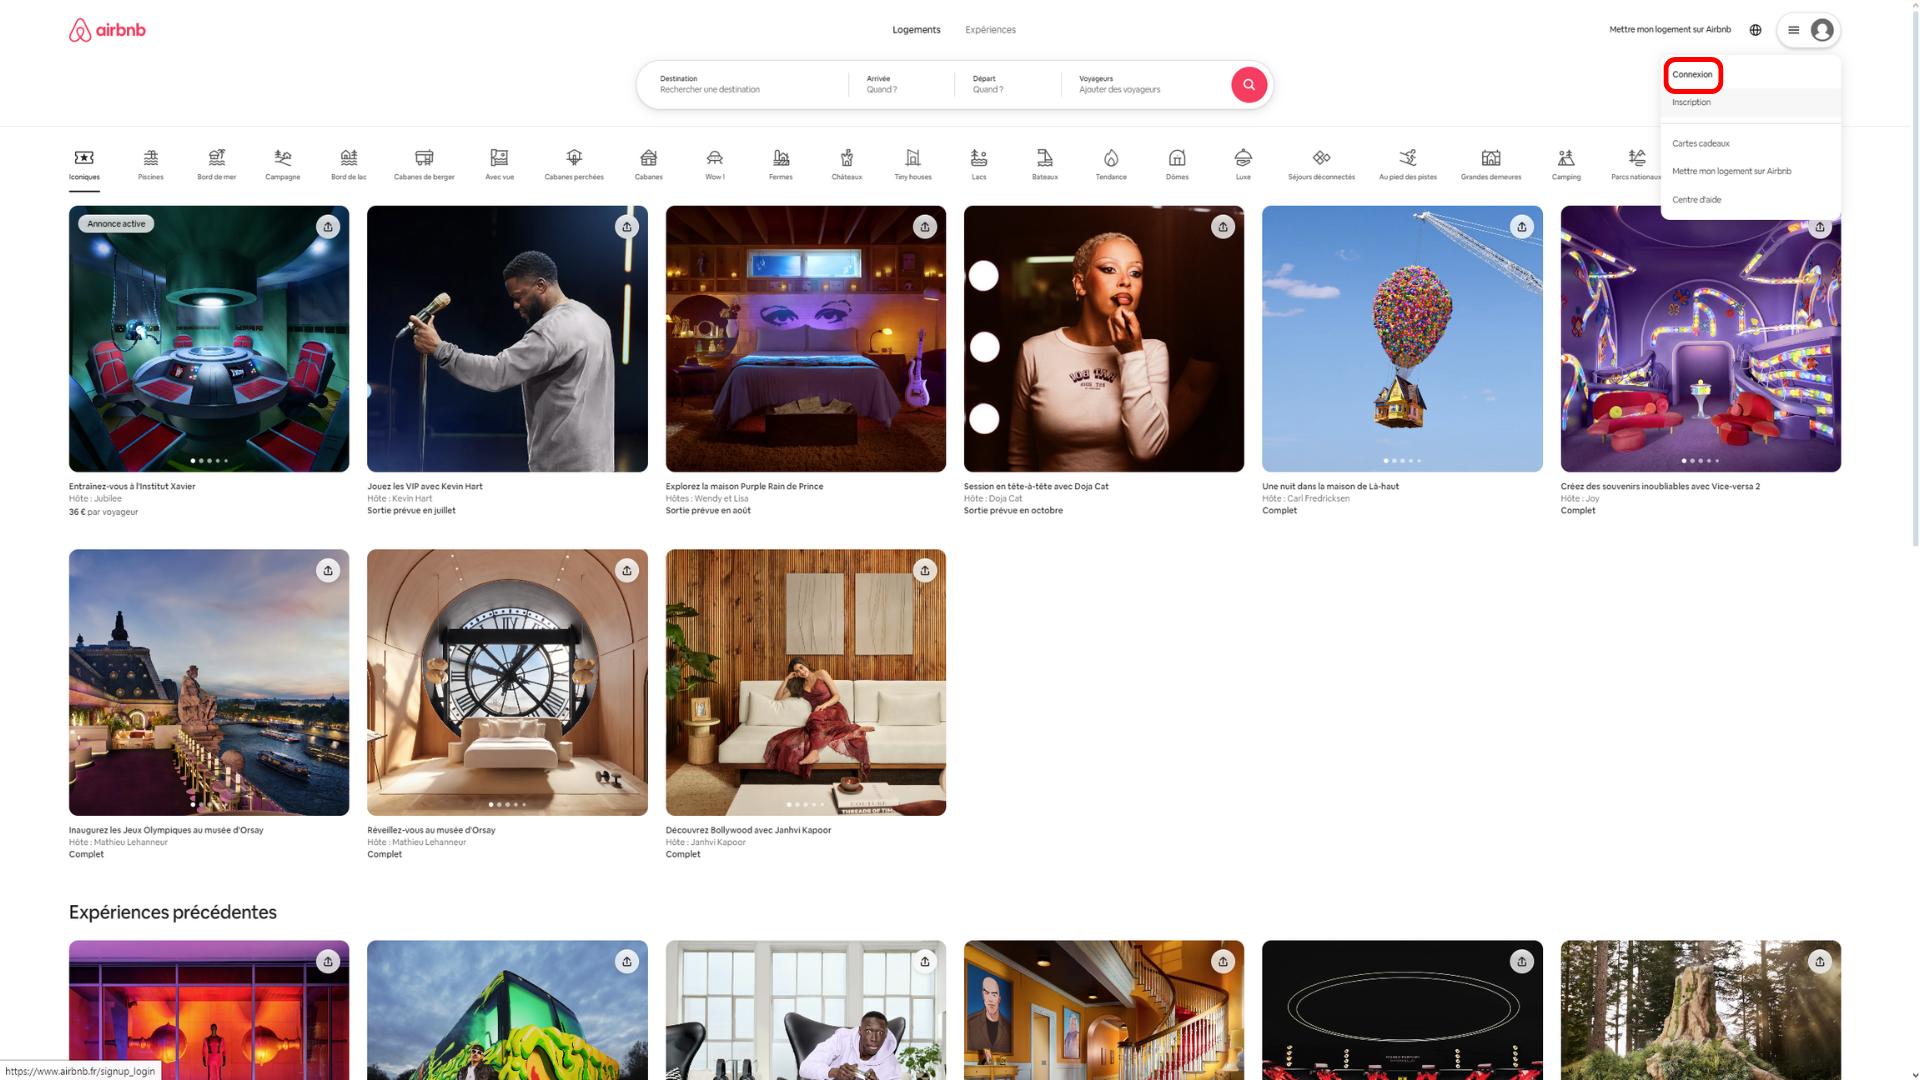 airbnb
Logements
Expériences
Mettre mon logement sur Airbnb
Destination
Rechercher une destination
Arrivée
Quand ?
Départ
Quand ?
Voyageurs
Ajouter des voyageurs
Connexion
Inscription
Cartes cadeaux
Mettre mon logement sur Airbnb
Centre d'aide
Iconiques
Piscines
Bord de mer
Campagne
Bord de lac
Cabanes de berger
Avec vue
Cabanes perchées
Cabanes
Wow !
Fermes
Châteaux
Tiny houses
Lacs
Bateaux
Tendance
Dômes
Luxe
Séjours déconnectés
Au pied des pistes
Grandes demeures
Camping
Parcs nationaux
Annonce active
Entraînez-vous à l'Institut Xavier
Hôte : Jubilee
36 € par voyageur
Jouez les VIP avec Kevin Hart
Hôte : Kevin Hart
Sortie prévue en juillet
Explorez la maison Purple Rain de Prince
Hôtes : Wendy et Lisa
Sortie prévue en août
Session en tête-à-tête avec Doja Cat
Hôte : Doja Cat
Sortie prévue en octobre
Une nuit dans la maison de Là-haut
Hôte : Carl Fredricksen
Complet
Créez des souvenirs inoubliables avec Vice-versa 2
Hôte : Joy
Complet
Inaugurez les Jeux Olympiques au musée d'Orsay
Hôte : Mathieu Lehanneur
Complet
Réveillez-vous au musée d'Orsay
Hôte : Mathieu Lehanneur
Complet
Découvrez Bollywood avec Janhvi Kapoor
Hôte : Janhvi Kapoor
Complet
Expériences précédentes
https://www.airbnb.fr/signup_login